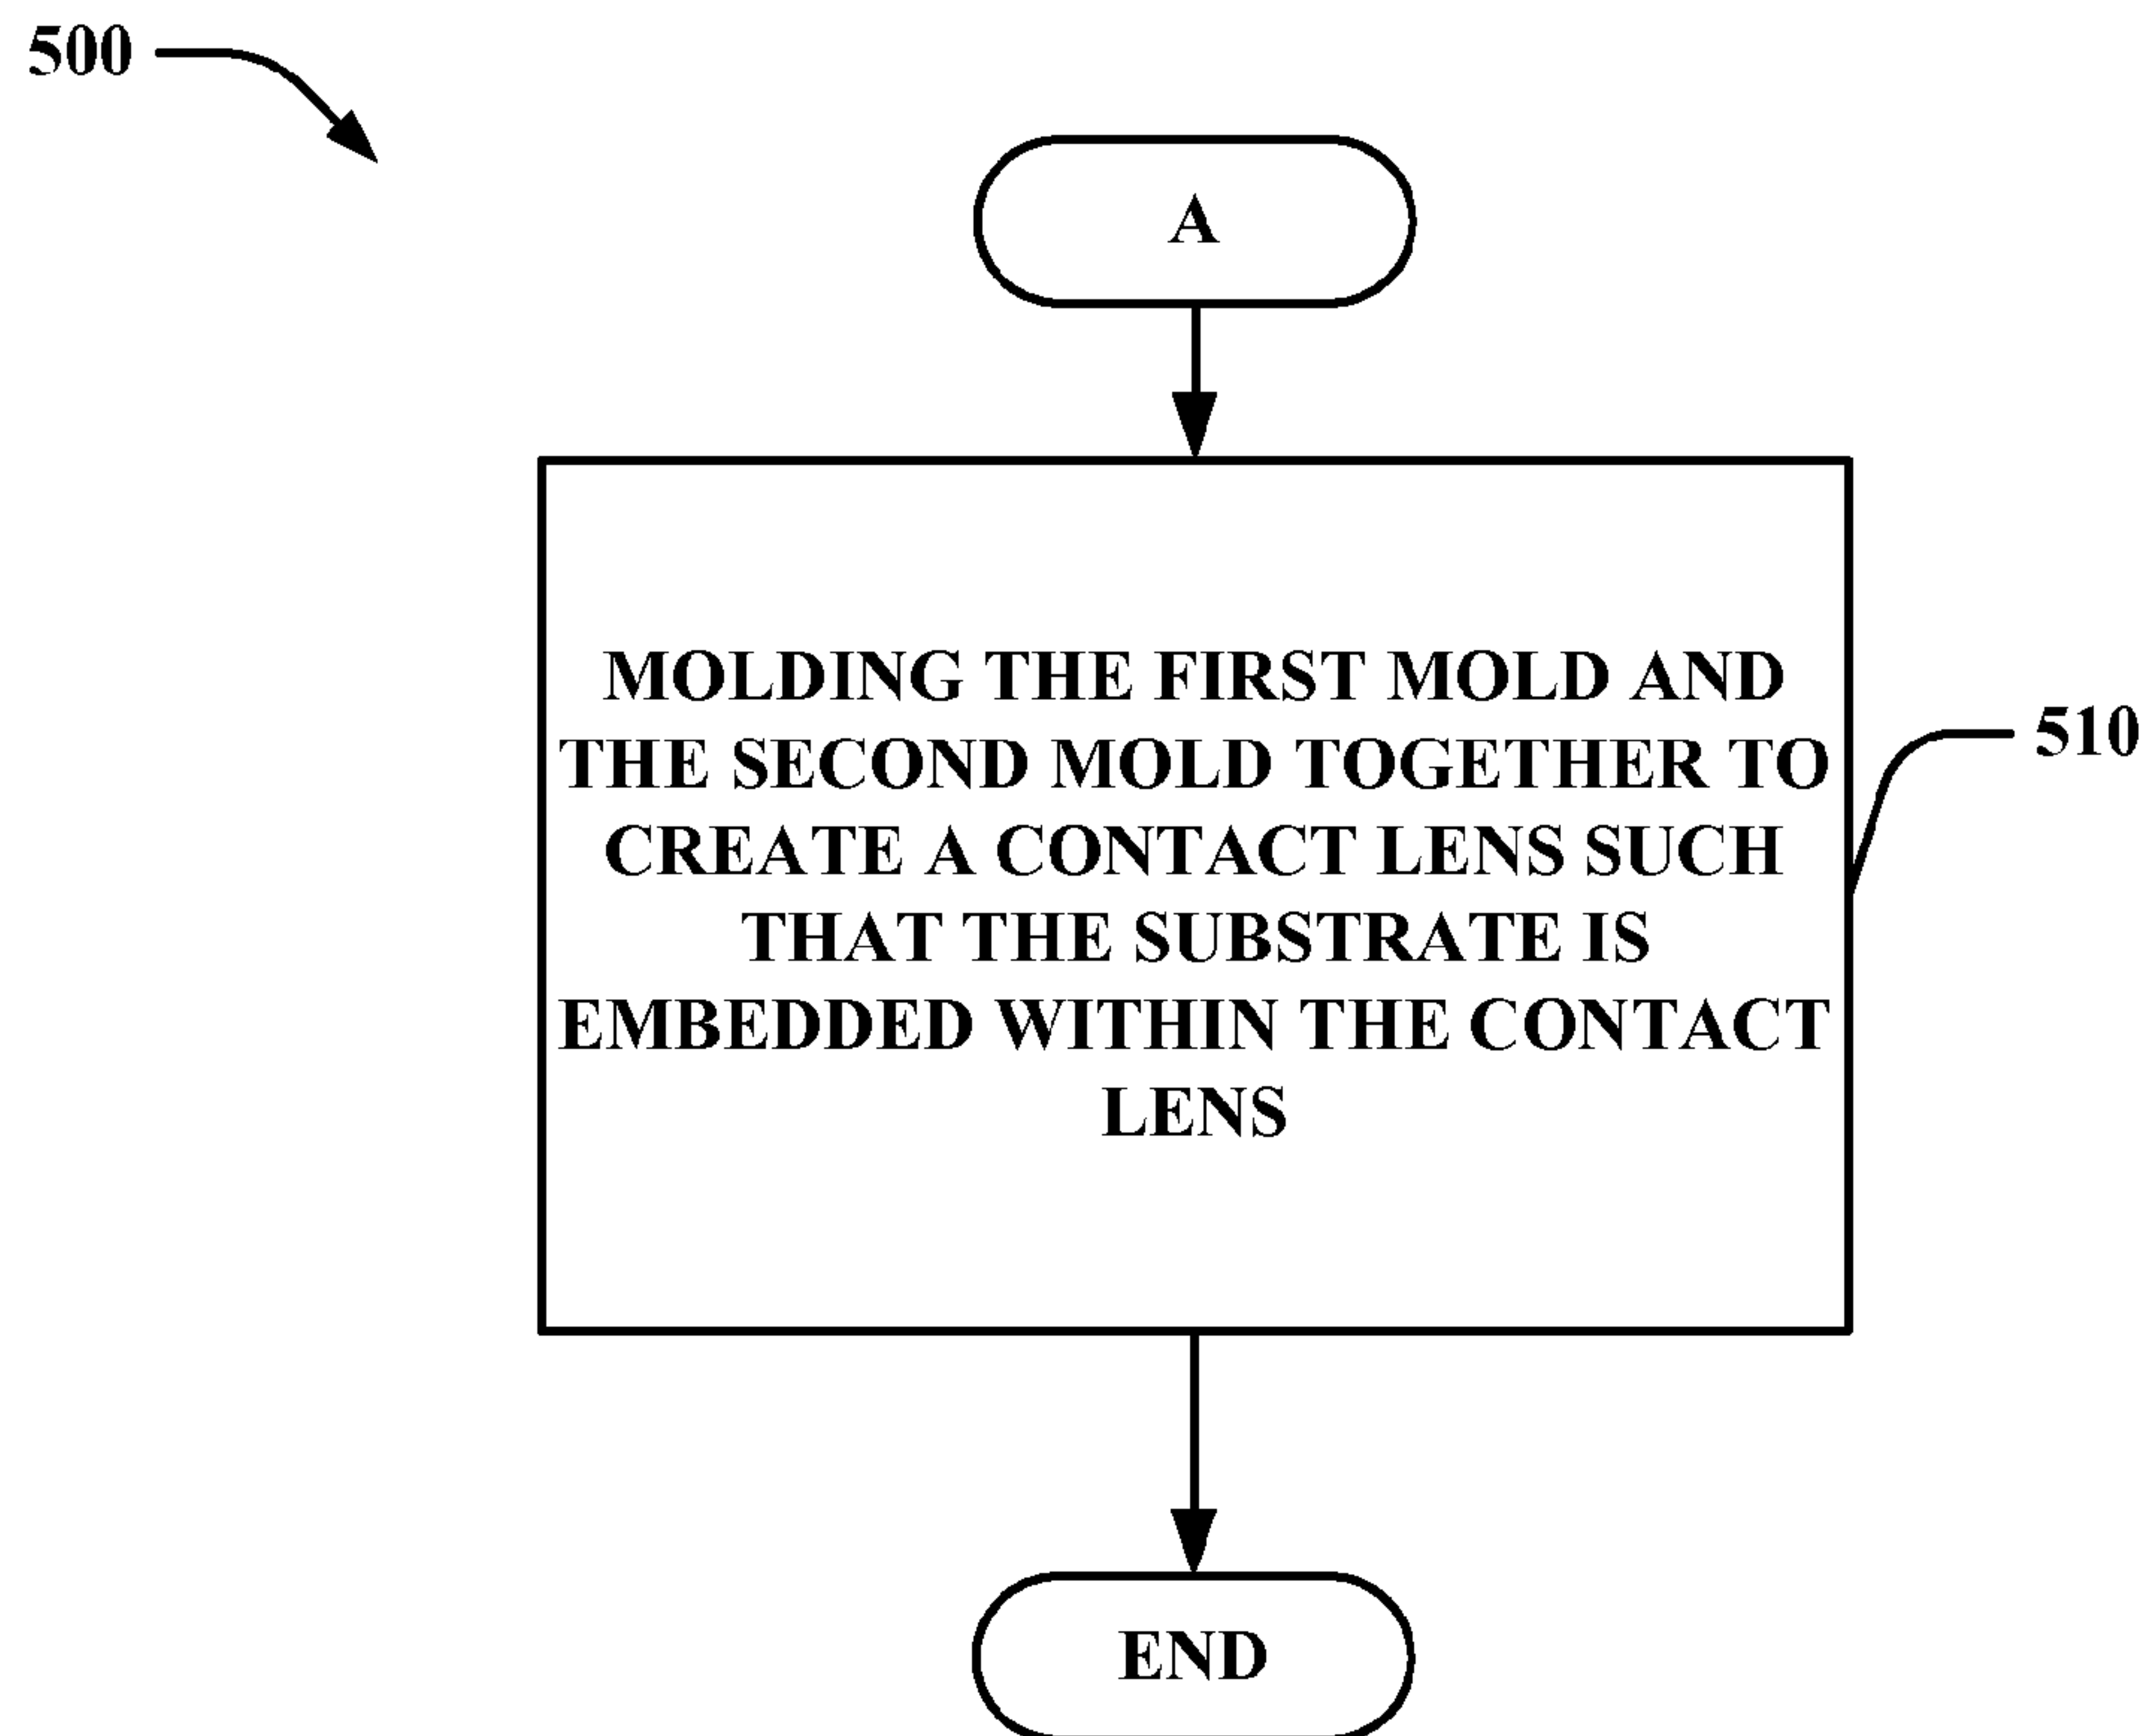 500
A
MOLDING THE FIRST MOLD AND
THE SECOND MOLD TOGETHER TO
CREATE A CONTACT LENS SUCH
THAT THE SUBSTRATE IS
EMBEDDED WITHIN THE CONTACT
LENS
510
END